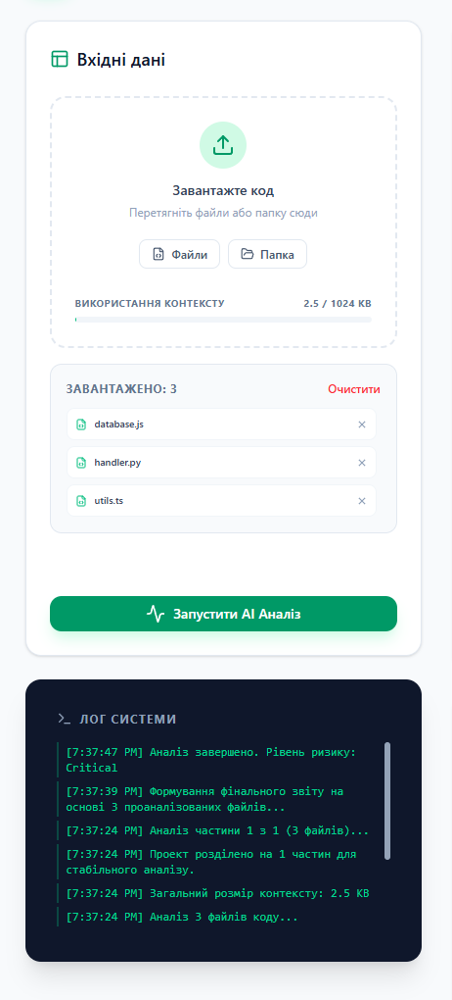 Вхідні дані
Завантажте код
Перетягніть файли або папку сюди
Файли
Папка
ВИКОРИСТАННЯ КОНТЕКСТУ
2.5 / 1024 KB
ЗАВАНТАЖЕНО: 3
Очистити
database.js
handler.py
utils.ts
Запустити AI Аналіз
ЛОГ СИСТЕМИ
[7:37:47 PM] Аналіз завершено. Рівень ризику:
Critical
[7:37:39 PM] Формування фінального звіту на
основі 3 проаналізованих файлів...
[7:37:24 PM] Аналіз частини 1 з 1 (3 файлів)...
[7:37:24 PM] Проект розділено на 1 частин для
стабільного аналізу.
[7:37:24 PM] Загальний розмір контексту: 2.5 KB
[7:37:24 PM] Аналіз 3 файлів коду...